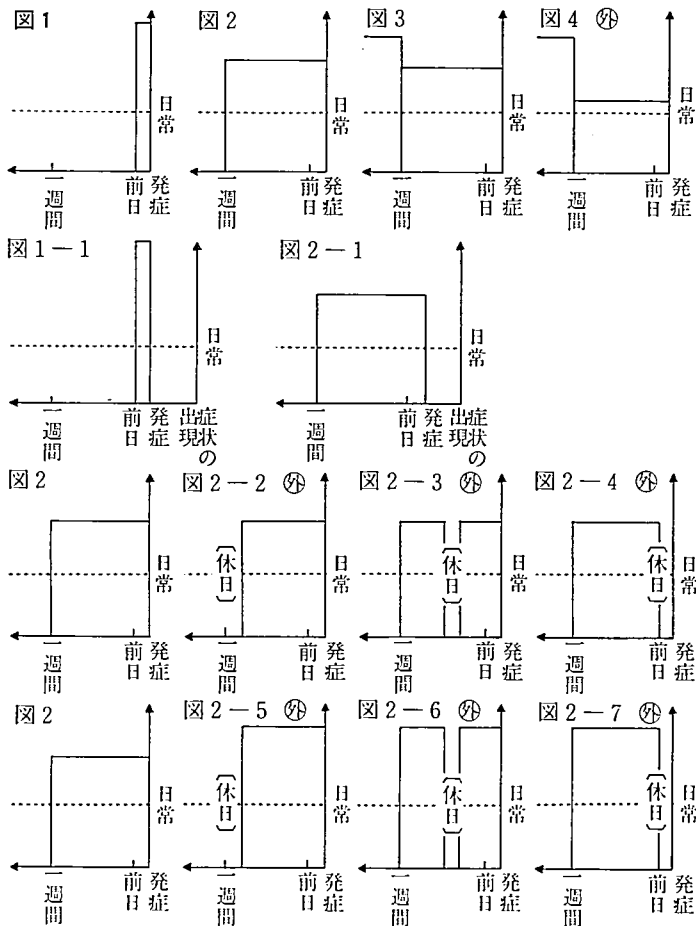 図1
日常
一週間
前日
発症
図2
日常
一週間
前日
発症
図3
日常
一週間
前日
発症
図4 ㊕
日常
一週間
前日
発症
図1－1
日常
一週間
前日
発症
症状の出現
図2－1
日常
一週間
前日
発症
症状の出現
図2
日常
一週間
前日
発症
図2－2 外
(休日)
日常
一週間
前日
発症
図2－3 外
(休日)
日常
一週間
前日
発症
図2－4 外
(休日)
日常
一週間
前日
発症
図2
日常
一週間
前日
発症
図2－5 外
(休日)
日常
一週間
前日
発症
図2－6 外
(休日)
日常
一週間
前日
発症
図2－7 外
(休日)
日常
一週間
前日
発症